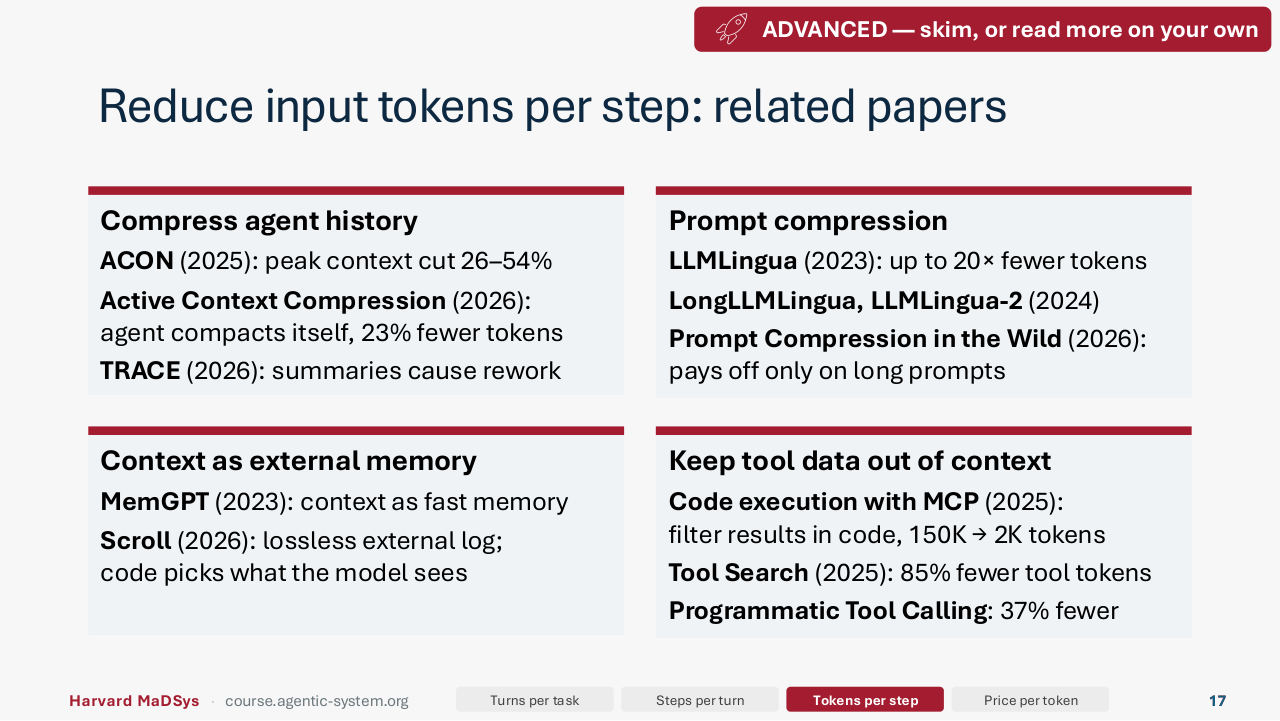 ADVANCED — skim, or read more on your own
Reduce input tokens per step: related papers
Compress agent history
ACON (2025): peak context cut 26–54%
Active Context Compression (2026):
agent compacts itself, 23% fewer tokens
TRACE (2026): summaries cause rework
Prompt compression
LLMLingua (2023): up to 20× fewer tokens
LongLLMLingua, LLMLingua-2 (2024)
Prompt Compression in the Wild (2026):
pays off only on long prompts
Context as external memory
MemGPT (2023): context as fast memory
Scroll (2026): lossless external log;
code picks what the model sees
Keep tool data out of context
Code execution with MCP (2025):
filter results in code, 150K → 2K tokens
Tool Search (2025): 85% fewer tool tokens
Programmatic Tool Calling: 37% fewer
Harvard MaDSys · course.agentic-system.org
Turns per task
Steps per turn
Tokens per step
Price per token
17